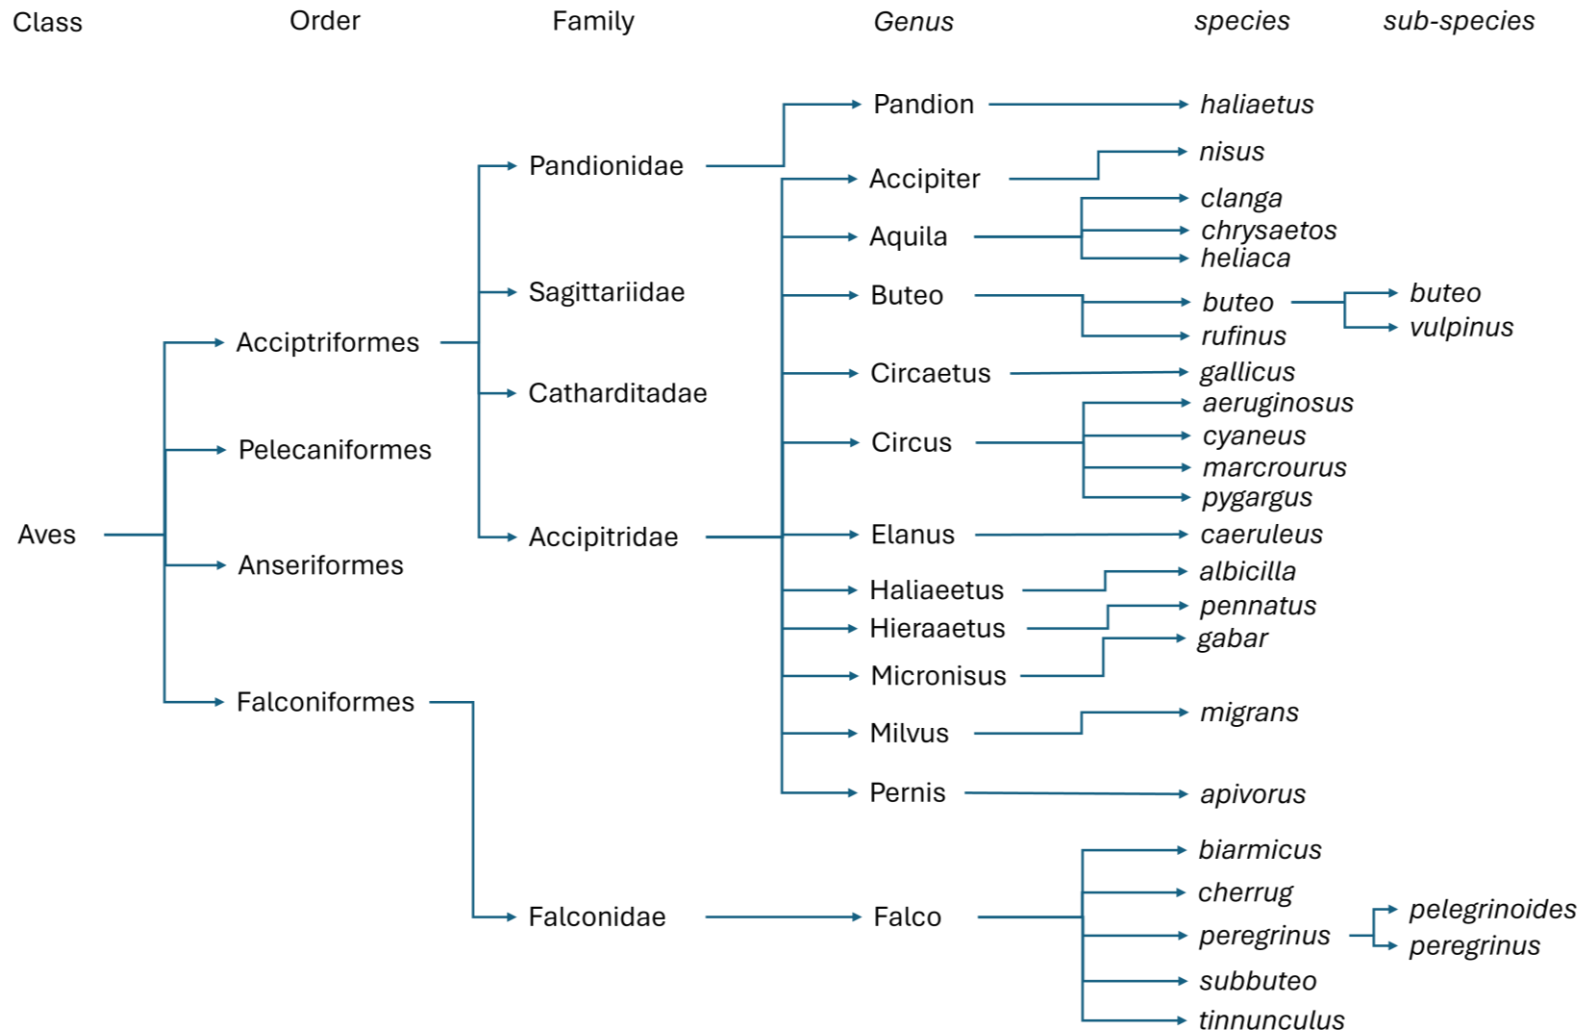 Class Order Family Genus species sub-species
Pandion haliaetus
nisus
Pandionidae
Accipiter
clanga
chrysaetos
Aquila
heliaca
Sagittariidae
Buteo buteo buteo
vulpinus
rufinus
Acciptriformes
Circaetus gallicus
Catharditadae
aeruginosus
cyaneus
Circus
Pelecaniformes
marcrourus
pygargus
Aves
Accipitridae
Elanus caeruleus
Anseriformes
albicilla
Haliaeetus
pennatus
Hieraaetus
gabar
Micronisus
Falconiformes
migrans
Milvus
Pernis apivorus
biarmicus
cherrug
Falconidae
Falco
pelegrinoides
peregrinus
peregrinus
subbuteo
tinnunculus